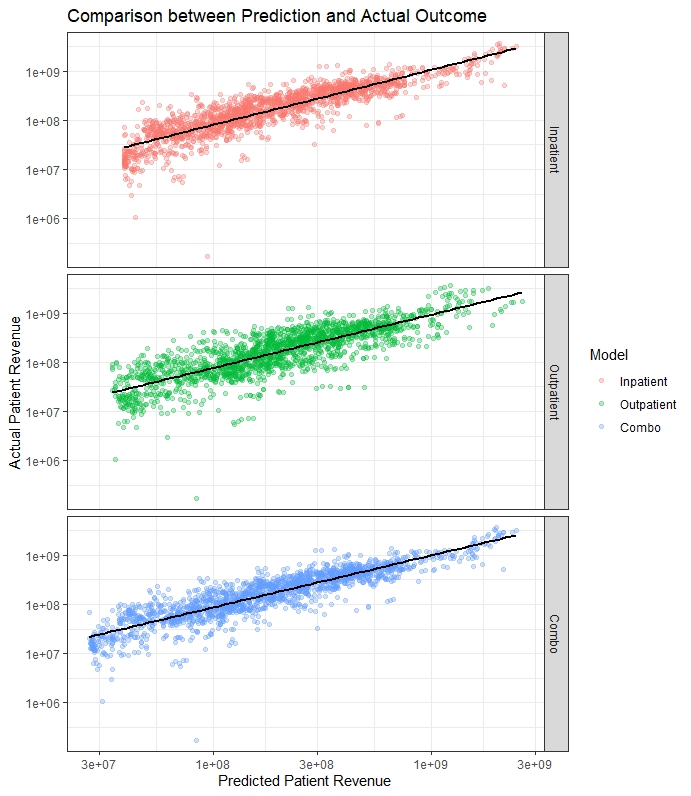 Comparison between Prediction and Actual Outcome
Actual Patient Revenue
1e+09
1e+08
1e+07
1e+06
Inpatient
1e+09
1e+08
1e+07
1e+06
Outpatient
1e+09
1e+08
1e+07
1e+06
Combo
3e+07
1e+08
3e+08
1e+09
3e+09
Predicted Patient Revenue
Model
Inpatient
Outpatient
Combo